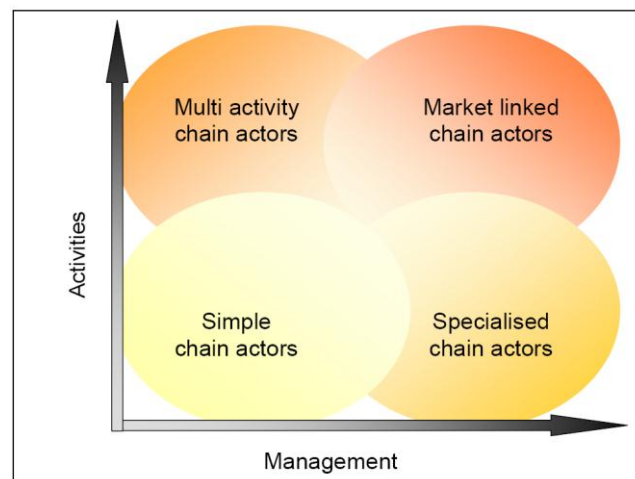 Multi activity
chain actors
Market linked
chain actors
Activities
Simple
chain actors
Specialised
chain actors
Management